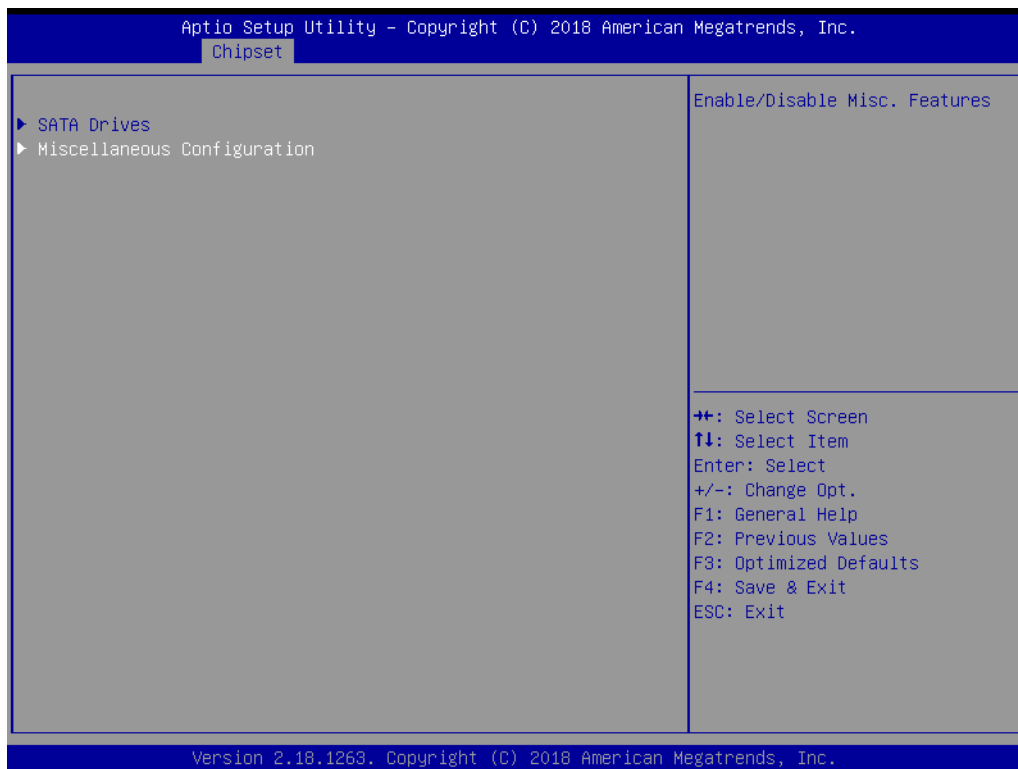 Aptio Setup Utility – Copyright (C) 2018 American Megatrends, Inc.
Chipset
▶ SATA Drives
▶ Miscellaneous Configuration
Enable/Disable Misc. Features
→←: Select Screen
↑↓: Select Item
Enter: Select
+/-: Change Opt.
F1: General Help
F2: Previous Values
F3: Optimized Defaults
F4: Save & Exit
ESC: Exit
Version 2.18.1263. Copyright (C) 2018 American Megatrends, Inc.